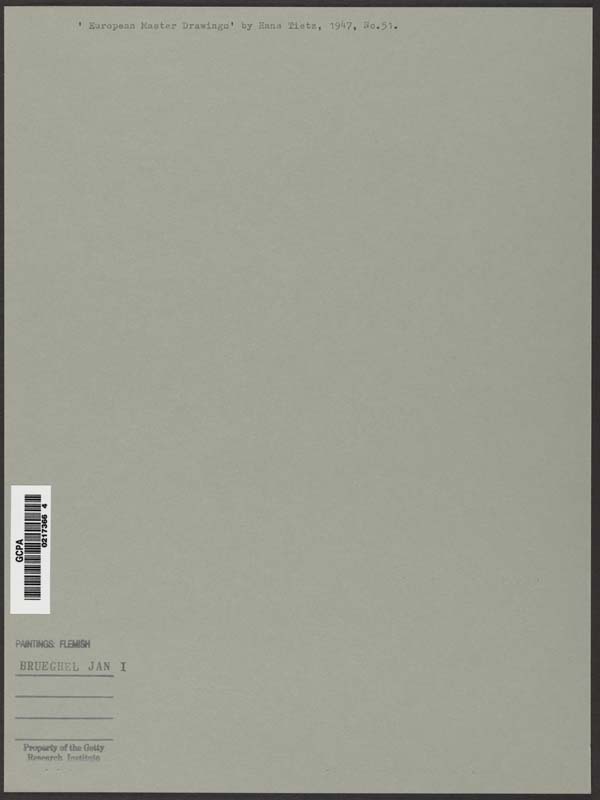 ' European Master Drawings' by Hans Tietz, 1947, No.51.
GCPA
0217366 4
PAINTINGS: FLEMISH
BRUEGHEL JAN I
Property of the Getty
Research Institute